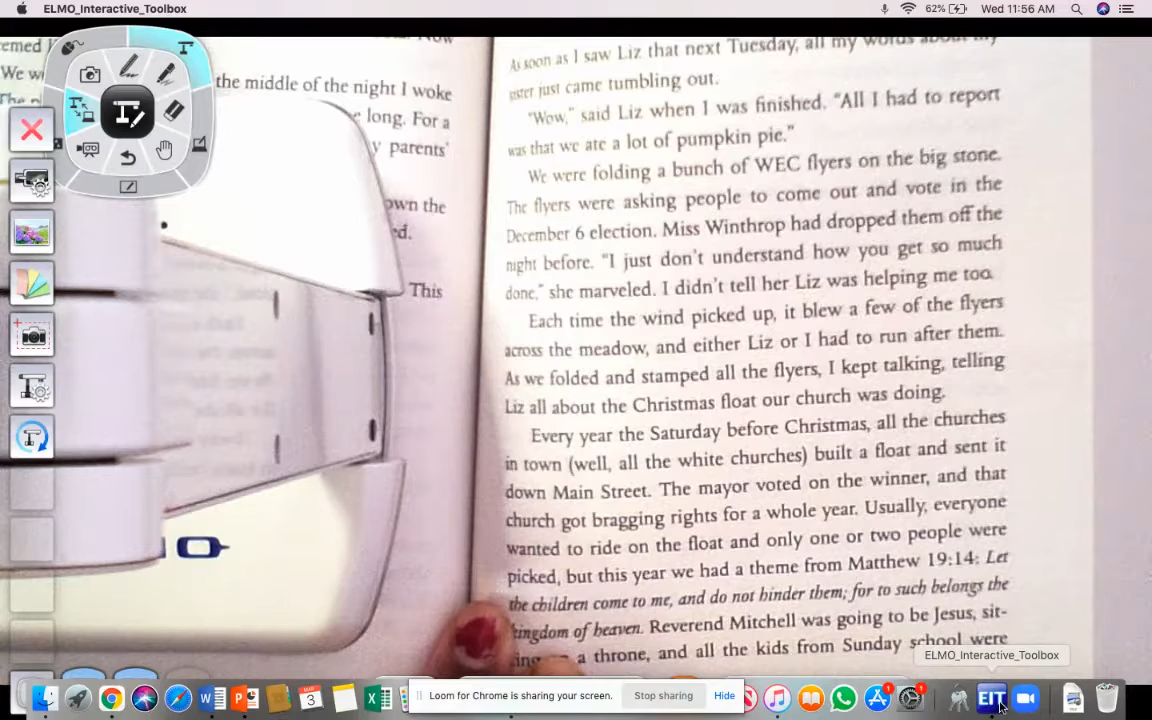 ELMO_Interactive_Toolbox
62%
Wed 11:56 AM
We w
the middle of the night I woke
long. For a
y parents'
own the
ed.
This
As soon as I saw Liz that next Tuesday, all my words about my
sister just came tumbling out.
"Wow," said Liz when I was finished. "All I had to report
was that we ate a lot of pumpkin pie."
We were folding a bunch of WEC flyers on the big stone.
The flyers were asking people to come out and vote in the
December 6 election. Miss Winthrop had dropped them off the
night before. "I just don't understand how you get so much
done," she marveled. I didn't tell her Liz was helping me too.
Each time the wind picked up, it blew a few of the flyers
across the meadow, and either Liz or I had to run after them.
As we folded and stamped all the flyers, I kept talking, telling
Liz all about the Christmas float our church was doing.
Every year the Saturday before Christmas, all the churches
in town (well, all the white churches) built a float and sent it
down Main Street. The mayor voted on the winner, and that
church got bragging rights for a whole year. Usually, everyone
wanted to ride on the float and only one or two people were
picked, but this year we had a theme from Matthew 19:14: Let
the children come to me, and do not hinder them; for to such belongs the
kingdom of heaven. Reverend Mitchell was going to be Jesus, sit-
a throne, and all the kids from Sunday school were
ELMO_Interactive_Toolbox
MAR
3
Loom for Chrome is sharing your screen.
Stop sharing
Hide
1
1
EIT